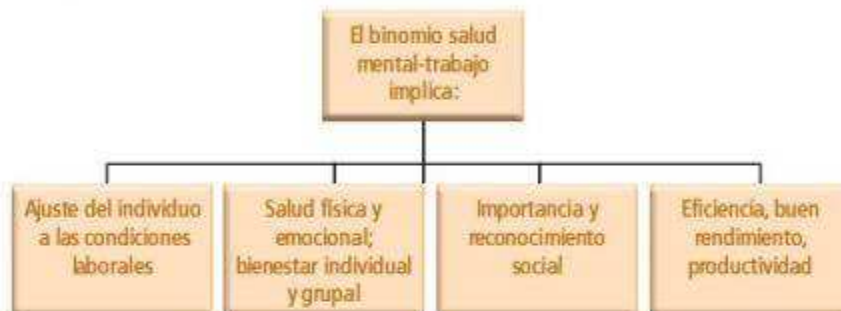 El binomio salud
mental-trabajo
implica:
Ajuste del individuo
a las condiciones
laborales
Salud física y
emocional;
bienestar individual
y grupal
Importancia y
reconocimiento
social
Eficiencia, buen
rendimiento,
productividad